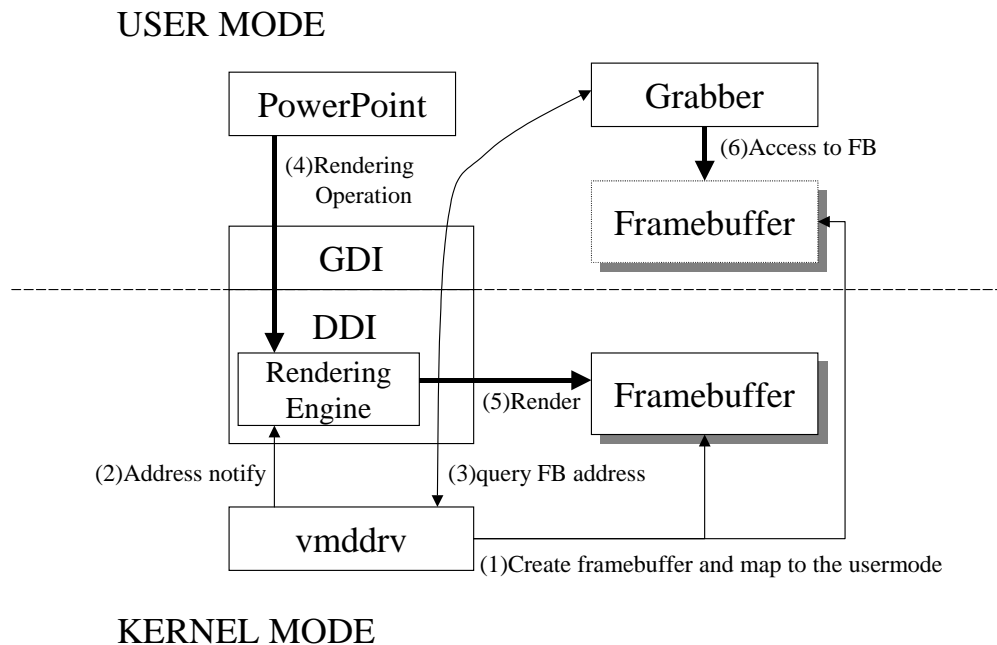 USER MODE
PowerPoint
Grabber
(4)Rendering
Operation
(6)Access to FB
Framebuffer
GDI
DDI
Rendering
Engine
(5)Render
Framebuffer
(2)Address notify
(3)query FB address
vmddrv
(1)Create framebuffer and map to the usermode
KERNEL MODE